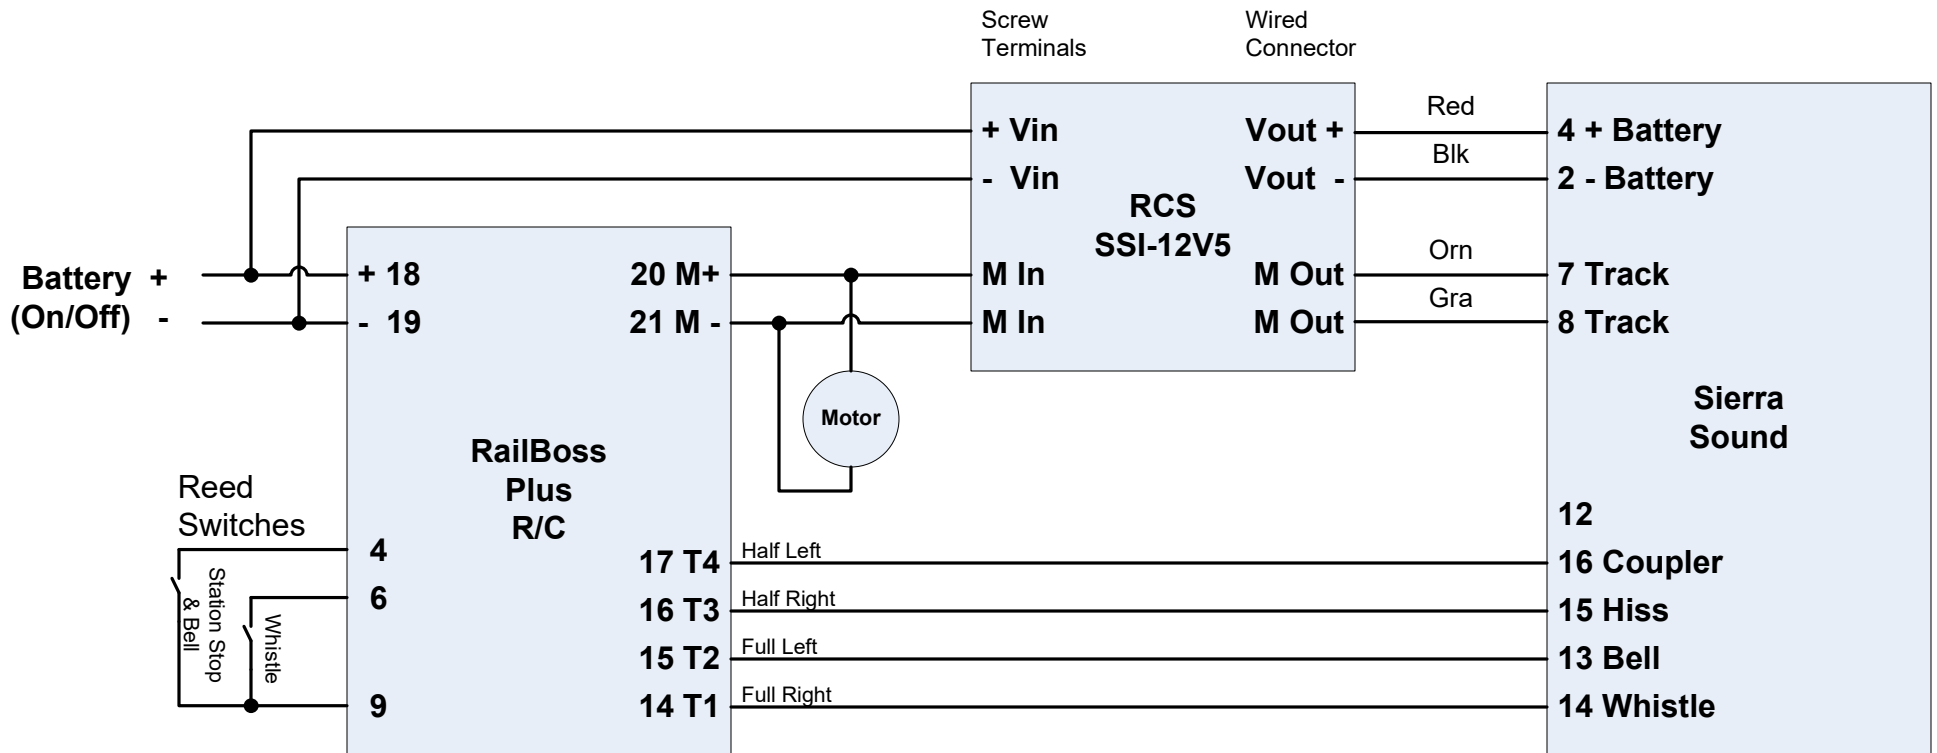 Screw
Terminals
Wired
Connector
+ Vin
-  Vin
Vout +
Vout  -
RCS
SSI-12V5
M In
M In
M Out
M Out
Red
Blk
Orn
Gra
4 + Battery
2 - Battery
7 Track
8 Track
Sierra
Sound
12
16 Coupler
15 Hiss
13 Bell
14 Whistle
Battery  +
(On/Off)   -
+ 18
-  19
20 M+
21 M -
Motor
RailBoss
Plus
R/C
Reed
Switches
4
6
9
Station Stop
& Bell
Whistle
17 T4
16 T3
15 T2
14 T1
Half Left
Half Right
Full Left
Full Right